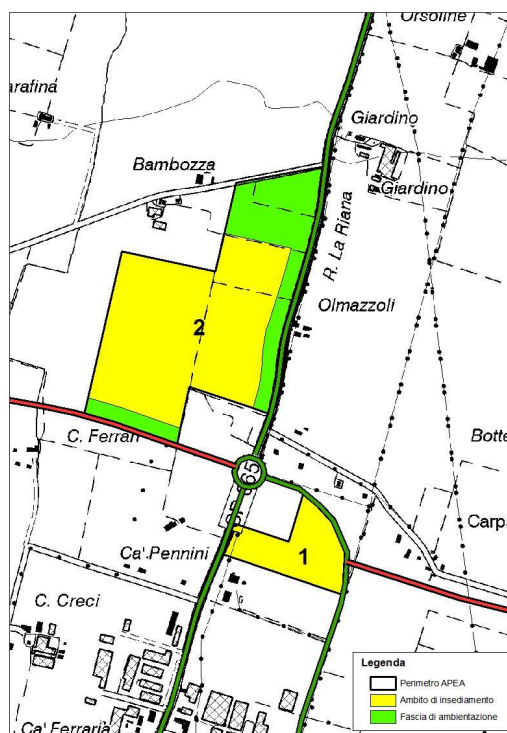 Orsoline
arafina
Giardino
Bambozza
Giardino
R. La Riana
Olmazzoli
2
C. Ferrari
Botte
65
Carpa
Ca' Pennini
1
C. Creci
Legenda
Perimetro APEA
Ambito di insediamento
Fascia di ambientazione
Ca' Ferraria